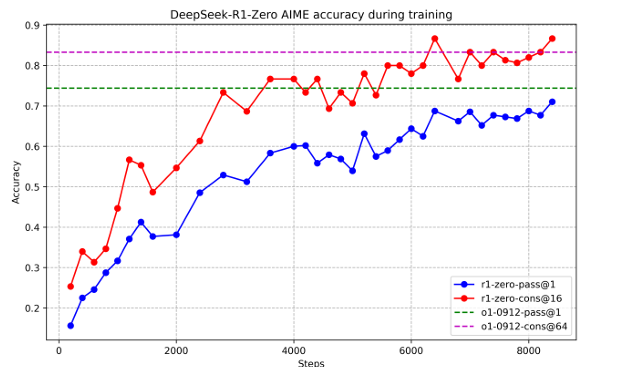 DeepSeek-R1-Zero AIME accuracy during training
0.9
0.8
0.7
0.6
0.5
0.4
0.3
0.2
Accuracy
r1-zero-pass@1
r1-zero-cons@16
o1-0912-pass@1
o1-0912-cons@64
0 2000 4000 6000 8000
Steps